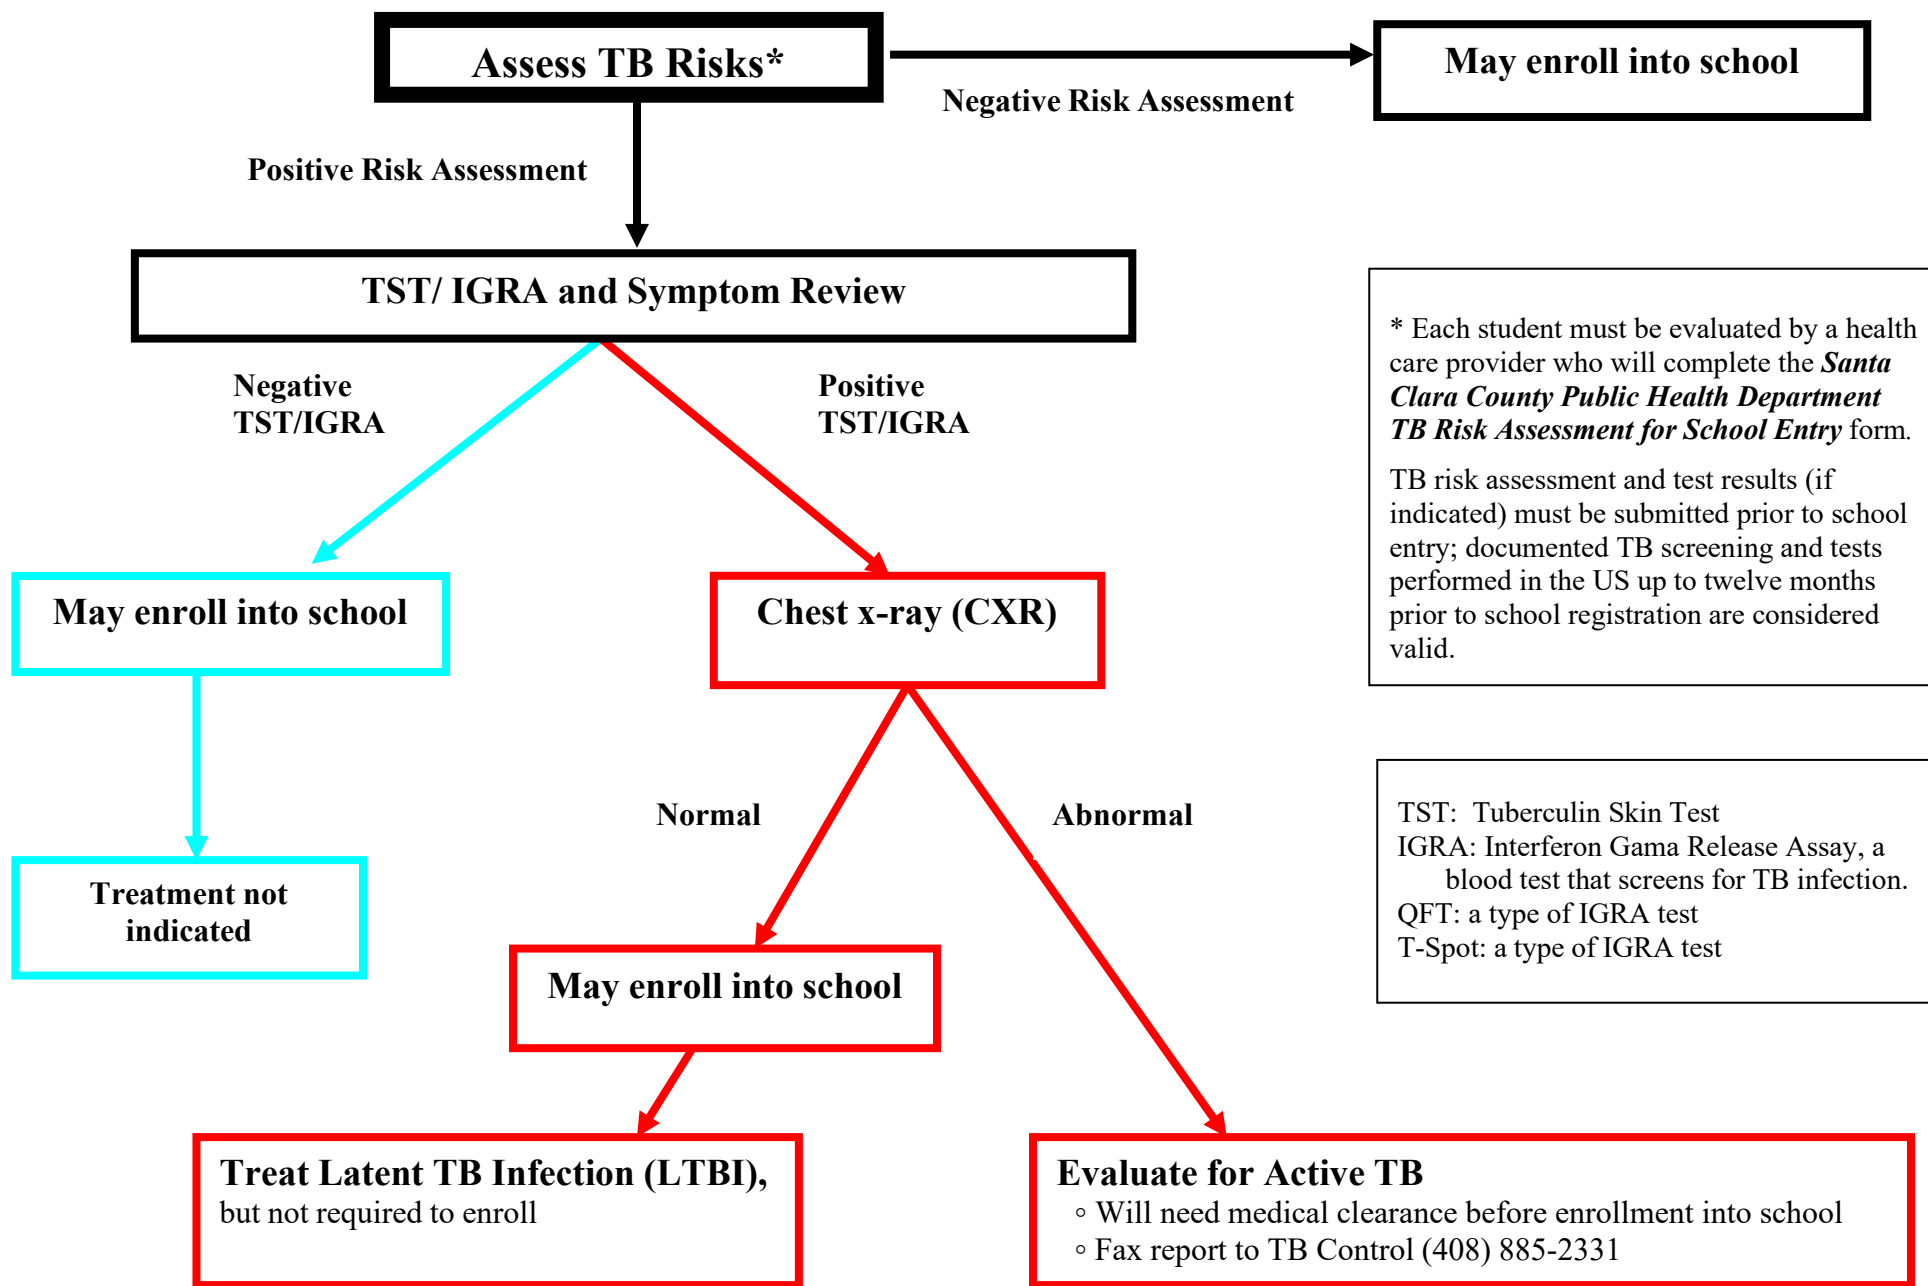 Assess TB Risks*
May enroll into school
Negative Risk Assessment
Positive Risk Assessment
TST/ IGRA and Symptom Review
Negative
TST/IGRA
Positive
TST/IGRA
* Each student must be evaluated by a health
care provider who will complete the Santa
Clara County Public Health Department
TB Risk Assessment for School Entry form.
TB risk assessment and test results (if
indicated) must be submitted prior to school
entry; documented TB screening and tests
performed in the US up to twelve months
prior to school registration are considered
valid.
May enroll into school
Chest x-ray (CXR)
Normal
Abnormal
TST:  Tuberculin Skin Test
IGRA: Interferon Gama Release Assay, a
blood test that screens for TB infection.
QFT: a type of IGRA test
T-Spot: a type of IGRA test
Treatment not
indicated
May enroll into school
Treat Latent TB Infection (LTBI),
but not required to enroll
Evaluate for Active TB
◦ Will need medical clearance before enrollment into school
◦ Fax report to TB Control (408) 885-2331